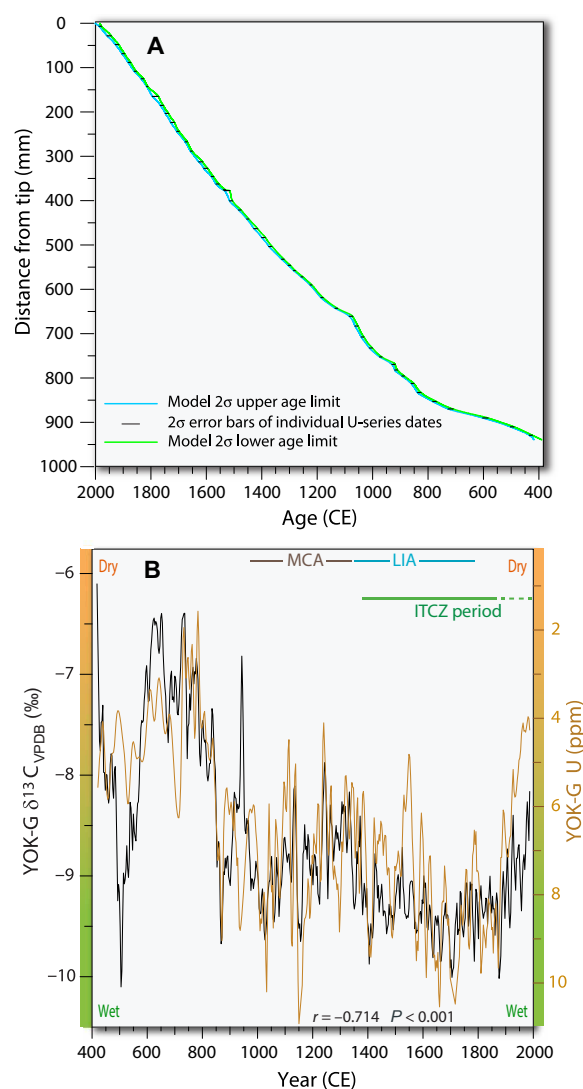 A
0
100
200
300
400
500
600
700
800
900
1000
Distance from tip (mm)
Model 2σ upper age limit
2σ error bars of individual U-series dates
Model 2σ lower age limit
2000 1800 1600 1400 1200 1000 800 600 400
Age (CE)
Dry B MCA LIA Dry
ITCZ period
−6
−7
−8
−9
−10
YOK-G δ¹³C VPDB (‰)
2
4
6
8
10
YOK-G U (ppm)
Wet r = −0.714 P < 0.001 Wet
400 600 800 1000 1200 1400 1600 1800 2000
Year (CE)